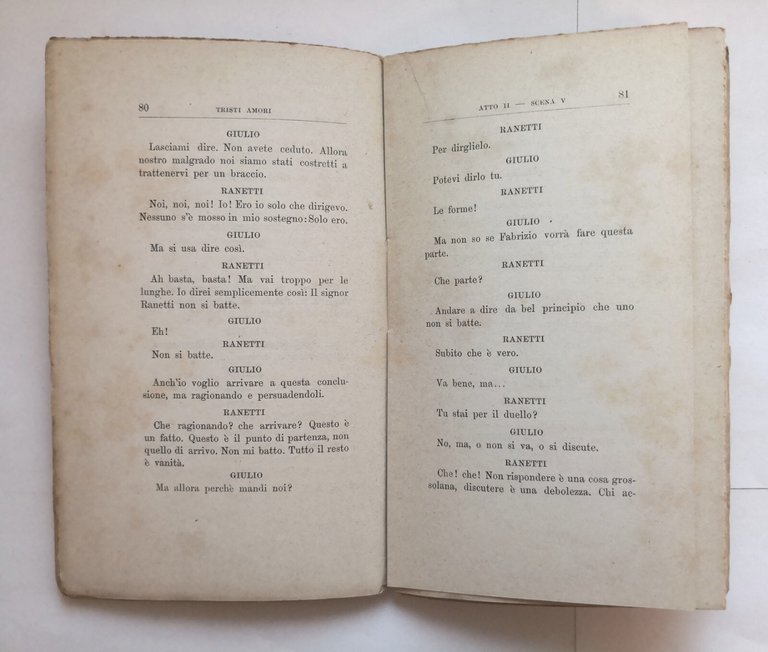 80 TRISTI AMORI
GIULIO
Lasciami dire. Non avete ceduto. Allora
nostro malgrado noi siamo stati costretti a
trattenervi per un braccio.
RANETTI
Noi, noi, noi! Io! Ero io solo che dirigevo.
Nessuno s'è mosso in mio sostegno: Solo ero.
GIULIO
Ma si usa dire così.
RANETTI
Ah basta, basta! Ma vai troppo per le
lunghe. Io direi semplicemente così: Il signor
Ranetti non si batte.
GIULIO
Eh!
RANETTI
Non si batte.
GIULIO
Anch'io voglio arrivare a questa conclu-
sione, ma ragionando e persuadendoli.
RANETTI
Che ragionando? che arrivare? Questo è
un fatto. Questo è il punto di partenza, non
quello di arrivo. Non mi batto. Tutto il resto
è vanità.
GIULIO
Ma allora perchè mandi noi?
ATTO II — SCENA V 81
RANETTI
Per dirglielo.
GIULIO
Potevi dirlo tu.
RANETTI
Le forme!
GIULIO
Ma non so se Fabrizio vorrà fare questa
parte.
RANETTI
Che parte?
GIULIO
Andare a dire da bel principio che uno
non si batte.
RANETTI
Subito che è vero.
GIULIO
Va bene, ma...
RANETTI
Tu stai per il duello?
GIULIO
No, ma, o non si va, o si discute.
RANETTI
Che! che! Non rispondere è una cosa gros-
solana, discutere è una debolezza. Chi ac-